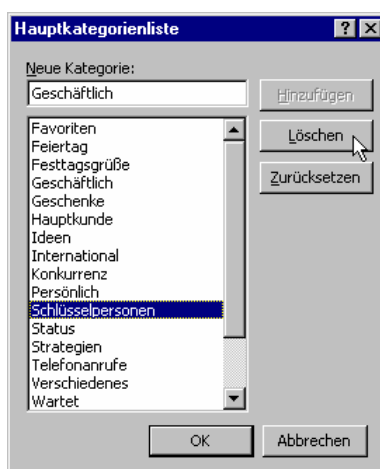 Hauptkategorienliste
Neue Kategorie:
Geschäftlich
Hinzufügen
Löschen
Zurücksetzen
Favoriten
Feiertag
Festtagsgrüße
Geschäftlich
Geschenke
Hauptkunde
Ideen
International
Konkurrenz
Persönlich
Schlüsselpersonen
Status
Strategien
Telefonanrufe
Verschiedenes
Wartet
OK
Abbrechen